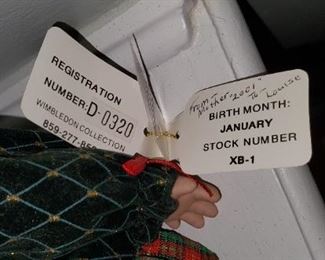 REGISTRATION
NUMBER: D-0320
WIMBLEDON COLLECTION
859-277-85
From
Mother-2001
To Louise
BIRTH MONTH:
JANUARY
STOCK NUMBER
XB-1